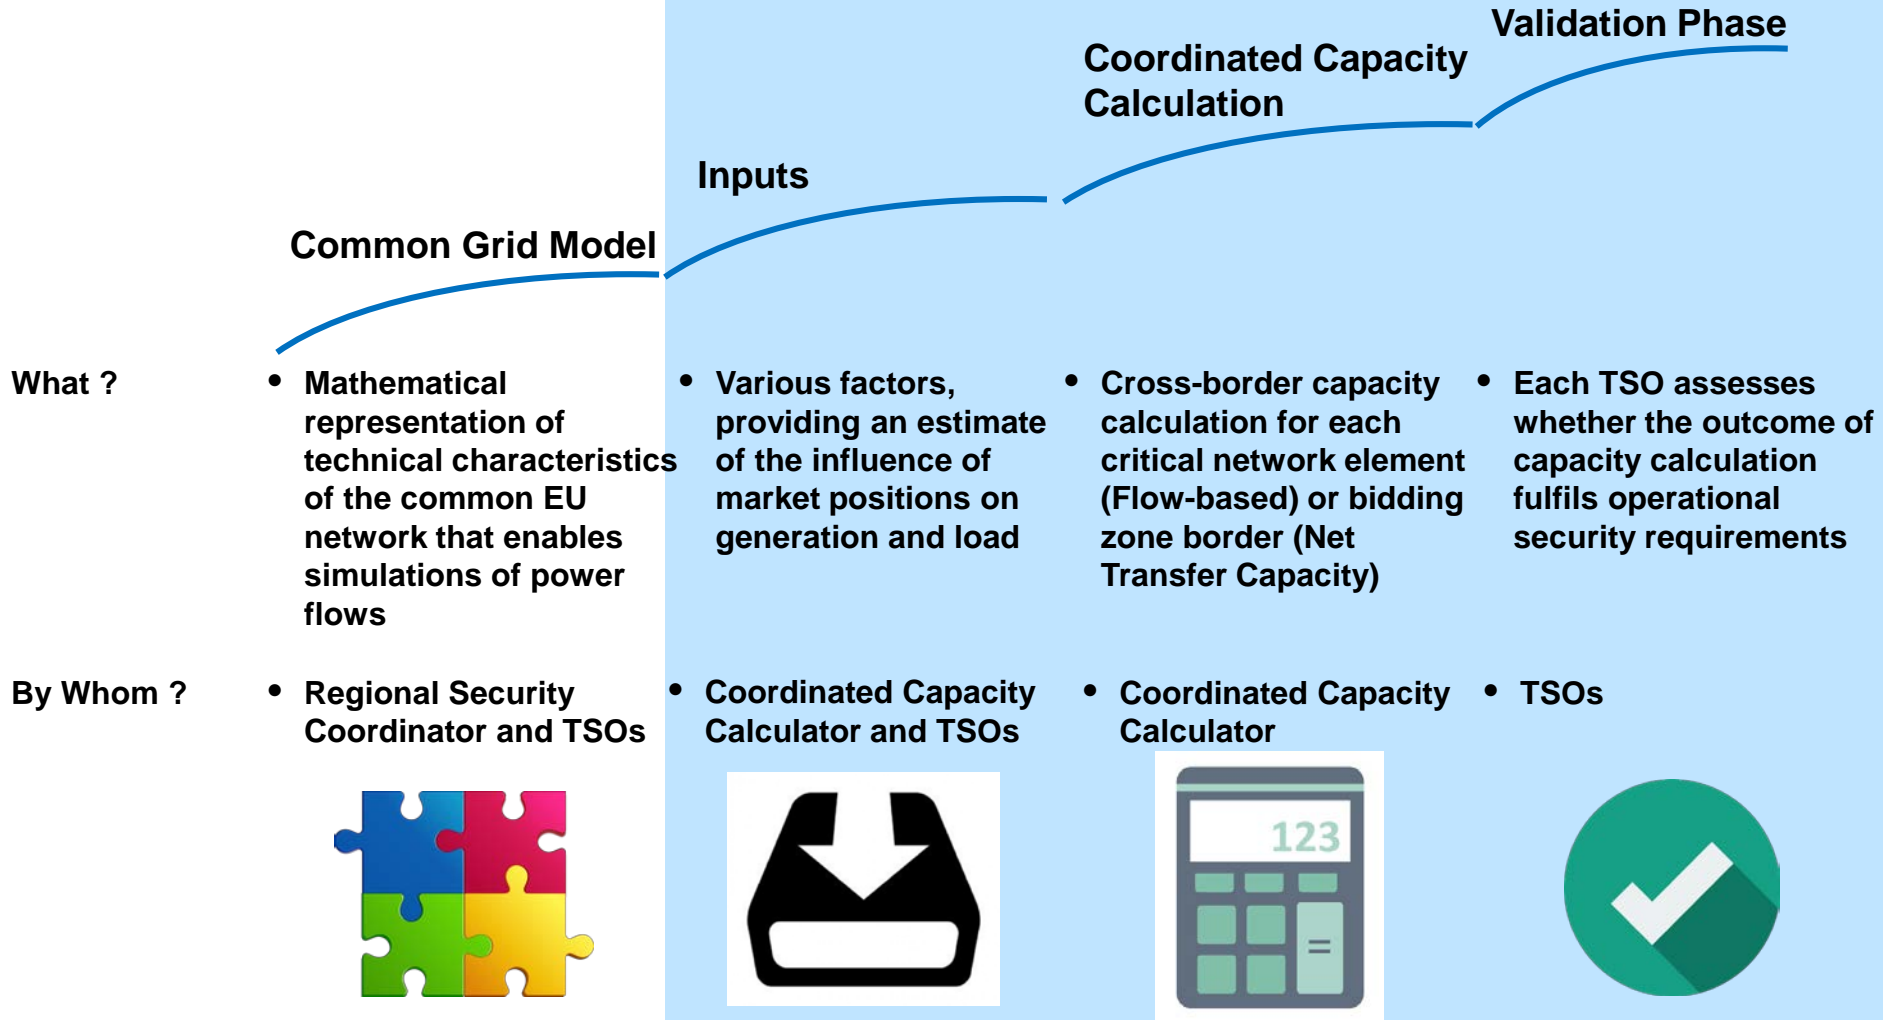 Validation Phase
Coordinated Capacity
Calculation
Inputs
Common Grid Model
What ?
• Mathematical
representation of
technical characteristics
of the common EU
network that enables
simulations of power
flows
• Various factors,
providing an estimate
of the influence of
market positions on
generation and load
• Cross-border capacity
calculation for each
critical network element
(Flow-based) or bidding
zone border (Net
Transfer Capacity)
• Each TSO assesses
whether the outcome of
capacity calculation
fulfils operational
security requirements
By Whom ?
• Regional Security
Coordinator and TSOs
• Coordinated Capacity
Calculator and TSOs
• Coordinated Capacity
Calculator
• TSOs
123
=